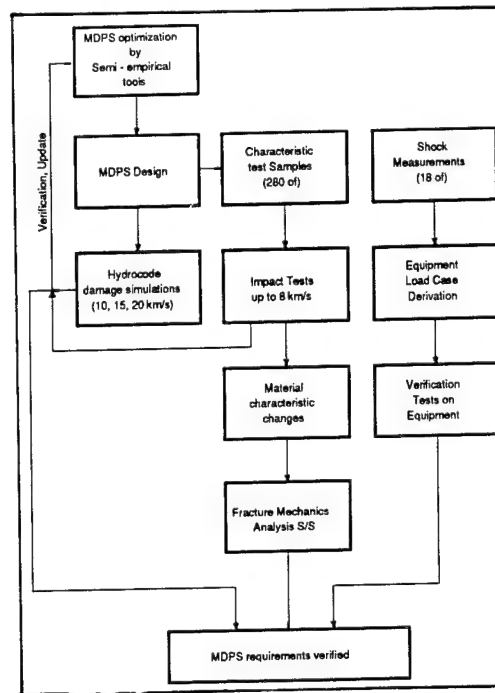 MDPS optimization
by
Semi - empirical
tools
Verification, Update
MDPS Design
Characteristic
test Samples
(280 of)
Shock
Measurements
(18 of)
Hydrocode
damage simulations
(10, 15, 20 km/s)
Impact Tests
up to 8 km/s
Equipment
Load Case
Derivation
Material
characteristic
changes
Verification
Tests on
Equipment
Fracture Mechanics
Analysis S/S
MDPS requirements verified